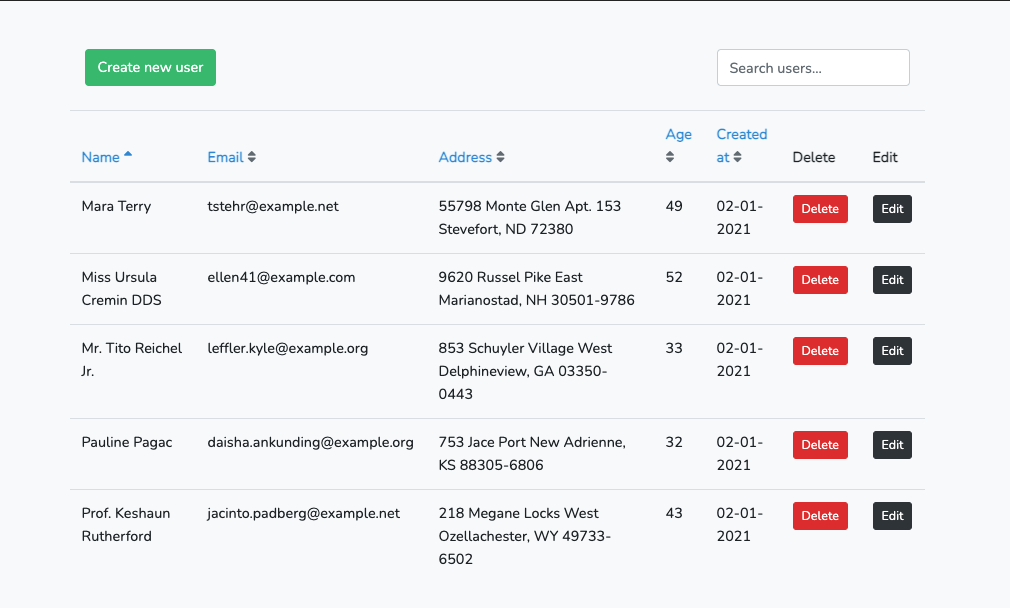 Create new user
Search users...
Age
Created
Name
Email
Address
at
Delete
Edit
Mara Terry
tstehr@example.net
55798 Monte Glen Apt. 153
49
02-01-
Delete
Edit
Stevefort, ND 72380
2021
Miss Ursula
ellen41@example.com
9620 Russel Pike East
52
02-01-
Delete
Edit
Cremin DDS
Marianostad, NH 30501-9786
2021
Mr. Tito Reichel
leffler.kyle@example.org
853 Schuyler Village West
33
02-01-
Delete
Edit
Jr.
Delphineview, GA 03350-
2021
0443
Pauline Pagac
daisha.ankunding@example.org
753 Jace Port New Adrienne,
32
02-01-
Delete
Edit
KS 88305-6806
2021
Prof. Keshaun
jacinto.padberg@example.net
218 Megane Locks West
43
02-01-
Delete
Edit
Rutherford
Ozellachester, WY 49733-
2021
6502